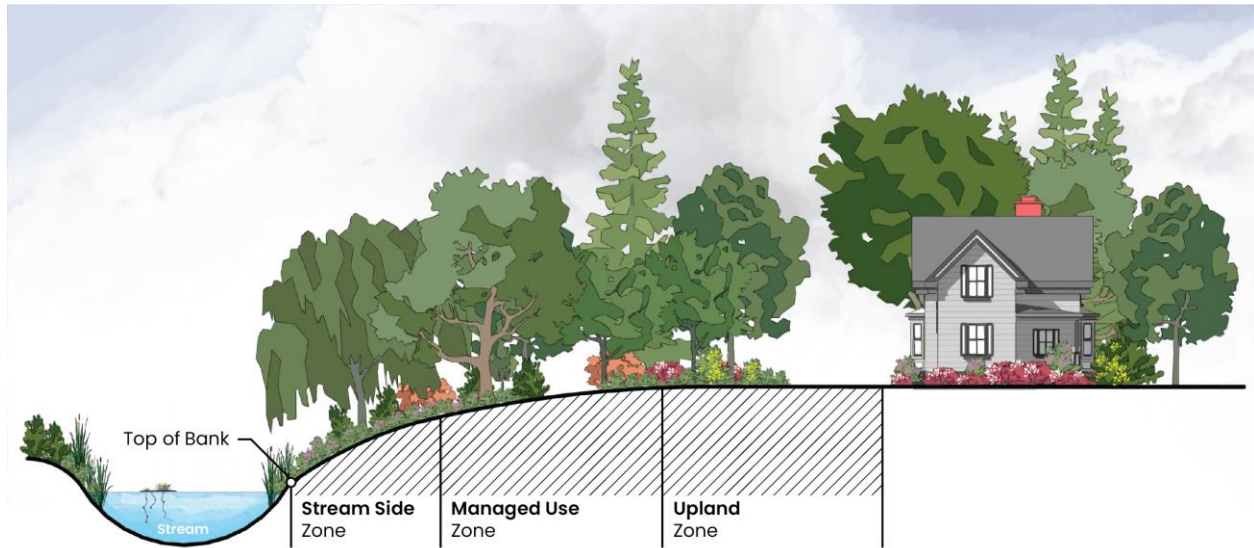 Top of Bank
Stream
Stream Side
Zone
Managed Use
Zone
Upland
Zone